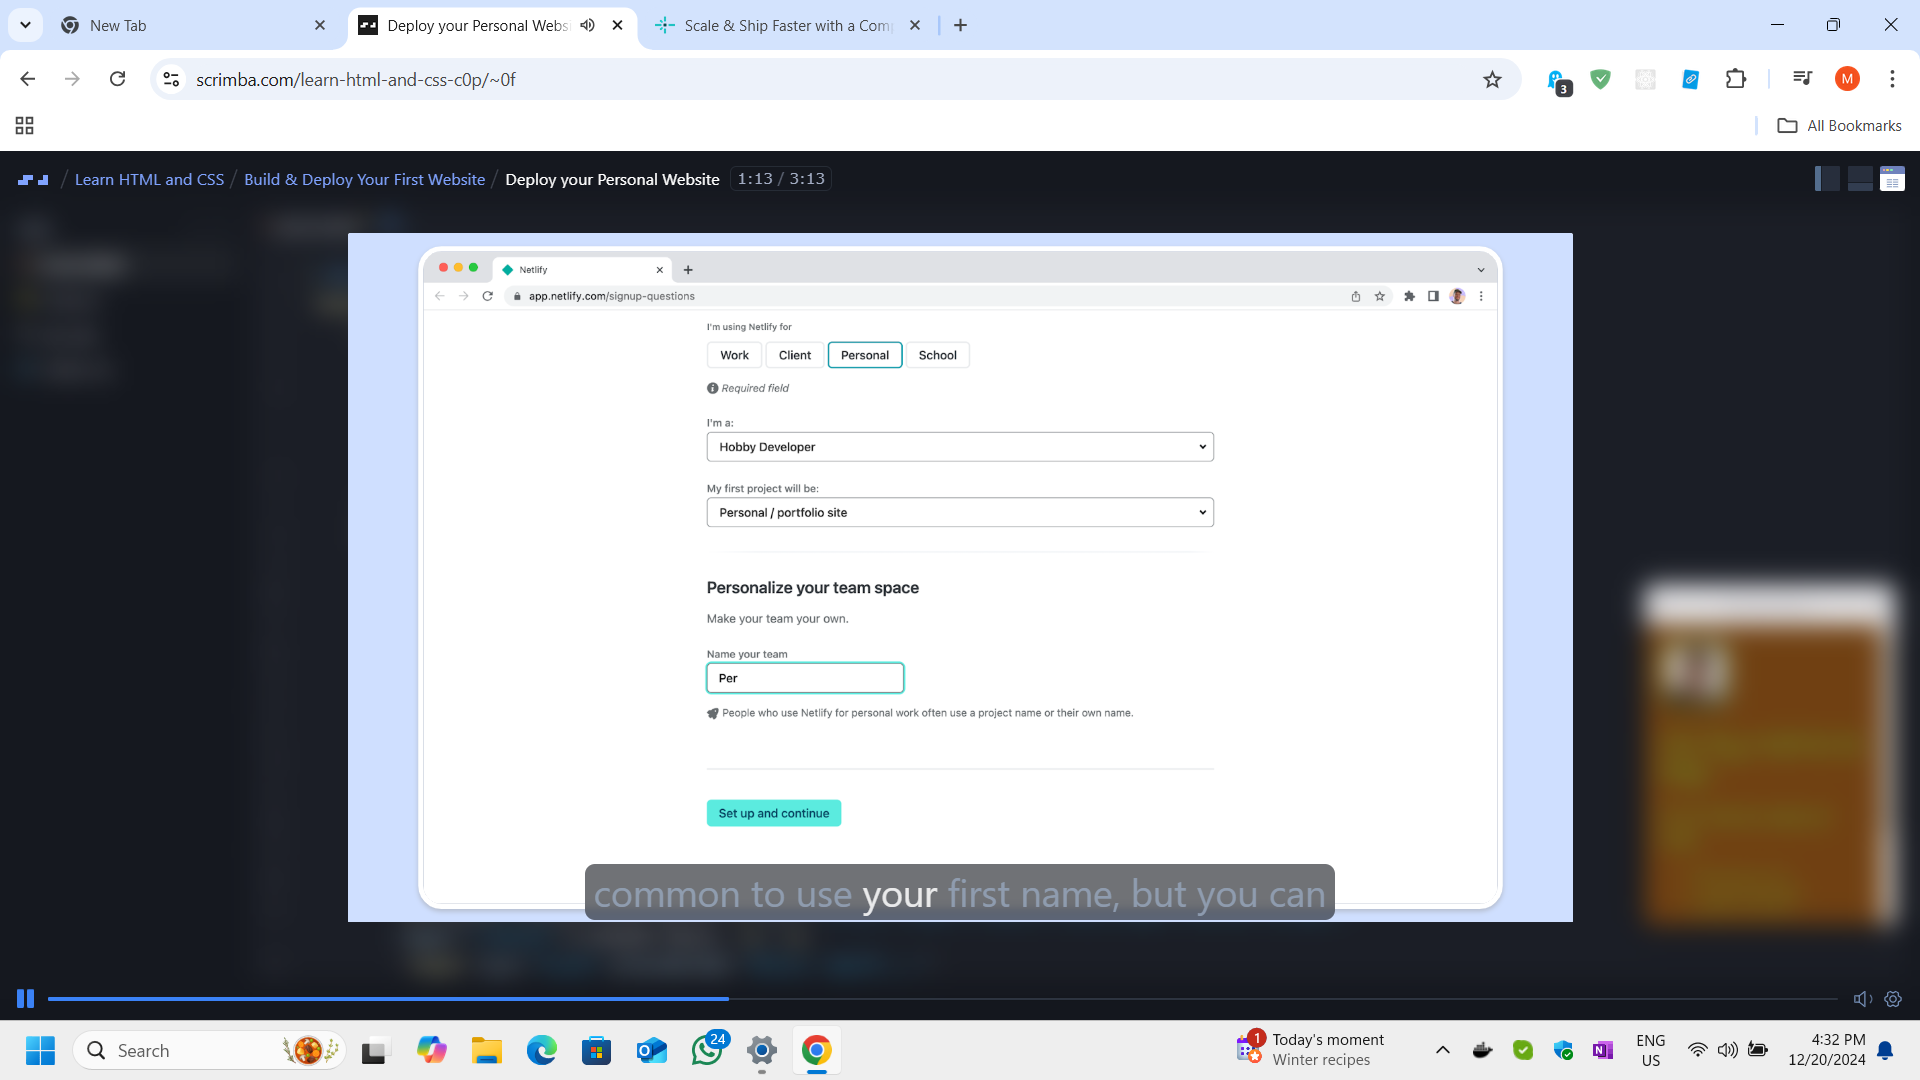 New Tab
Deploy your Personal Webs
Scale & Ship Faster with a Com
scrimba.com/learn-html-and-css-c0p/~0f
3
M
All Bookmarks
/ Learn HTML and CSS / Build & Deploy Your First Website / Deploy your Personal Website 1:13 / 3:13
Netlify
app.netlify.com/signup-questions
I'm using Netlify for
Work Client Personal School
Required field
I'm a:
Hobby Developer
My first project will be:
Personal / portfolio site
Personalize your team space
Make your team your own.
Name your team
Per
People who use Netlify for personal work often use a project name or their own name.
Set up and continue
common to use your first name, but you can
Search
24
1
Today's moment
Winter recipes
ENG
US
4:32 PM
12/20/2024